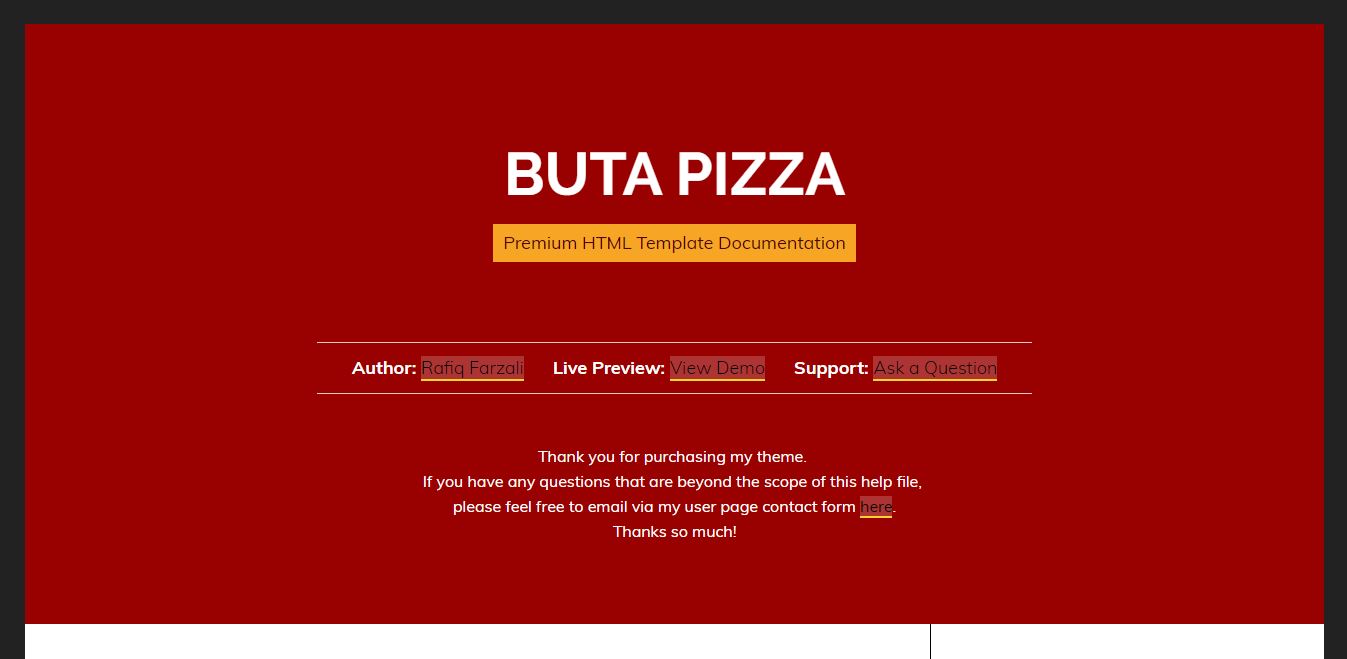 BUTA PIZZA
Premium HTML Template Documentation
Author: Rafiq Farzali Live Preview: View Demo Support: Ask a Question
Thank you for purchasing my theme.
If you have any questions that are beyond the scope of this help file,
please feel free to email via my user page contact form here.
Thanks so much!